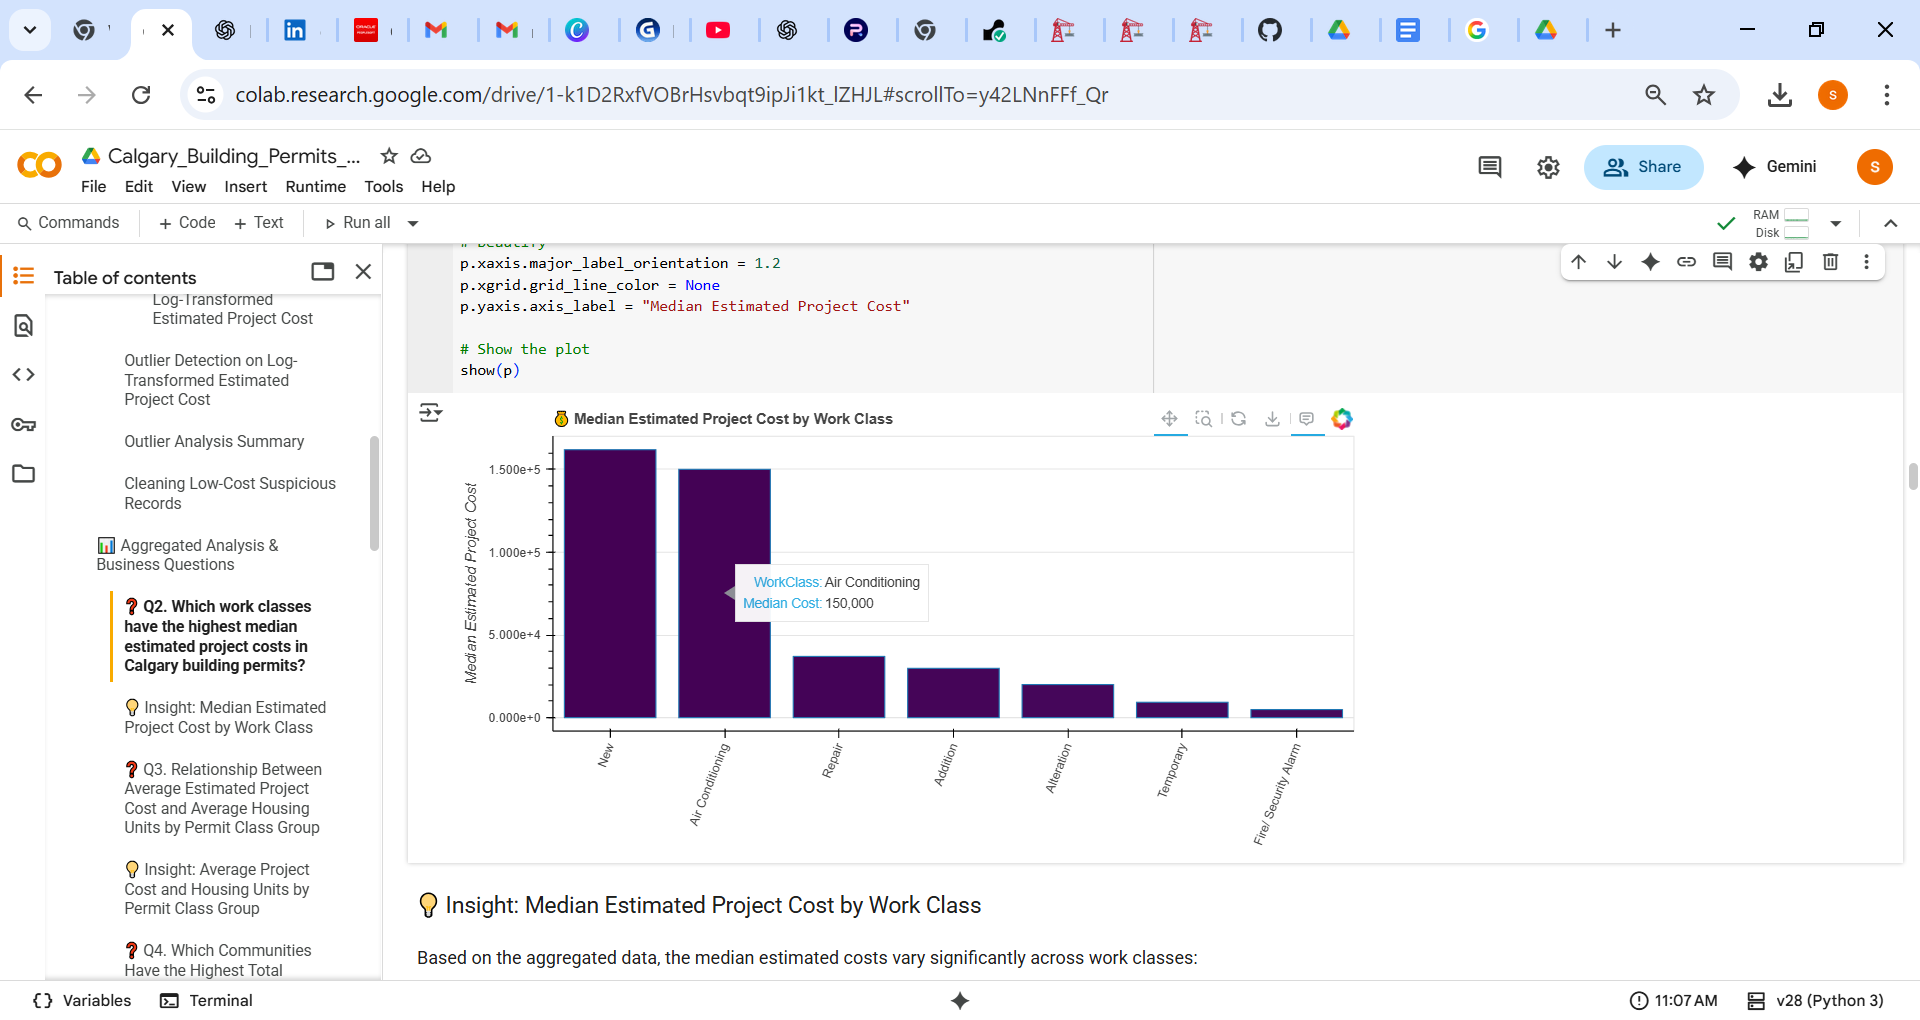 colab.research.google.com/drive/1-k1D2RxfVOBrHsvbqt9ipJi1kt_lZHJL#scrollTo=y42LNnFFf_Qr
S
Calgary_Building_Permits_...
File Edit View Insert Runtime Tools Help
Share
Gemini
S
Commands + Code + Text Run all
RAM
Disk
Table of contents
Log-Transformed
Estimated Project Cost
Outlier Detection on Log-
Transformed Estimated
Project Cost
Outlier Analysis Summary
Cleaning Low-Cost Suspicious
Records
📊 Aggregated Analysis &
Business Questions
❓ Q2. Which work classes
have the highest median
estimated project costs in
Calgary building permits?
💡 Insight: Median Estimated
Project Cost by Work Class
❓ Q3. Relationship Between
Average Estimated Project
Cost and Average Housing
Units by Permit Class Group
💡 Insight: Average Project
Cost and Housing Units by
Permit Class Group
❓ Q4. Which Communities
Have the Highest Total
# Beautify
p.xaxis.major_label_orientation = 1.2
p.xgrid.grid_line_color = None
p.yaxis.axis_label = "Median Estimated Project Cost"
# Show the plot
show(p)
💰 Median Estimated Project Cost by Work Class
Median Estimated Project Cost
1.500e+5
1.000e+5
5.000e+4
0.000e+0
WorkClass: Air Conditioning
Median Cost: 150,000
New
Air Conditioning
Repair
Addition
Alteration
Temporary
Fire/ Security Alarm
💡 Insight: Median Estimated Project Cost by Work Class
Based on the aggregated data, the median estimated costs vary significantly across work classes:
Variables Terminal
11:07 AM
v28 (Python 3)